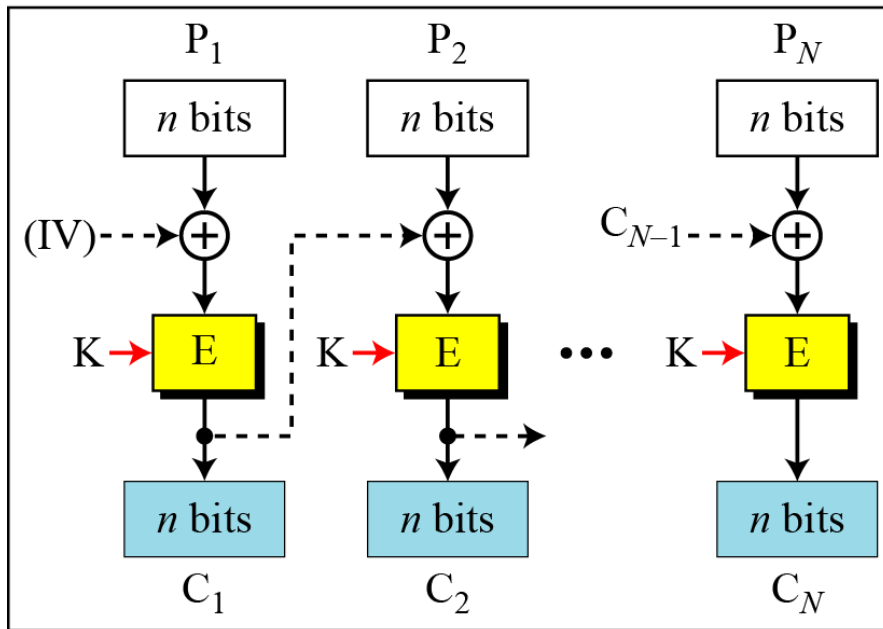 P1 P2 PN
n bits n bits n bits
(IV) CN–1
K E K E ••• K E
n bits n bits n bits
C1 C2 CN